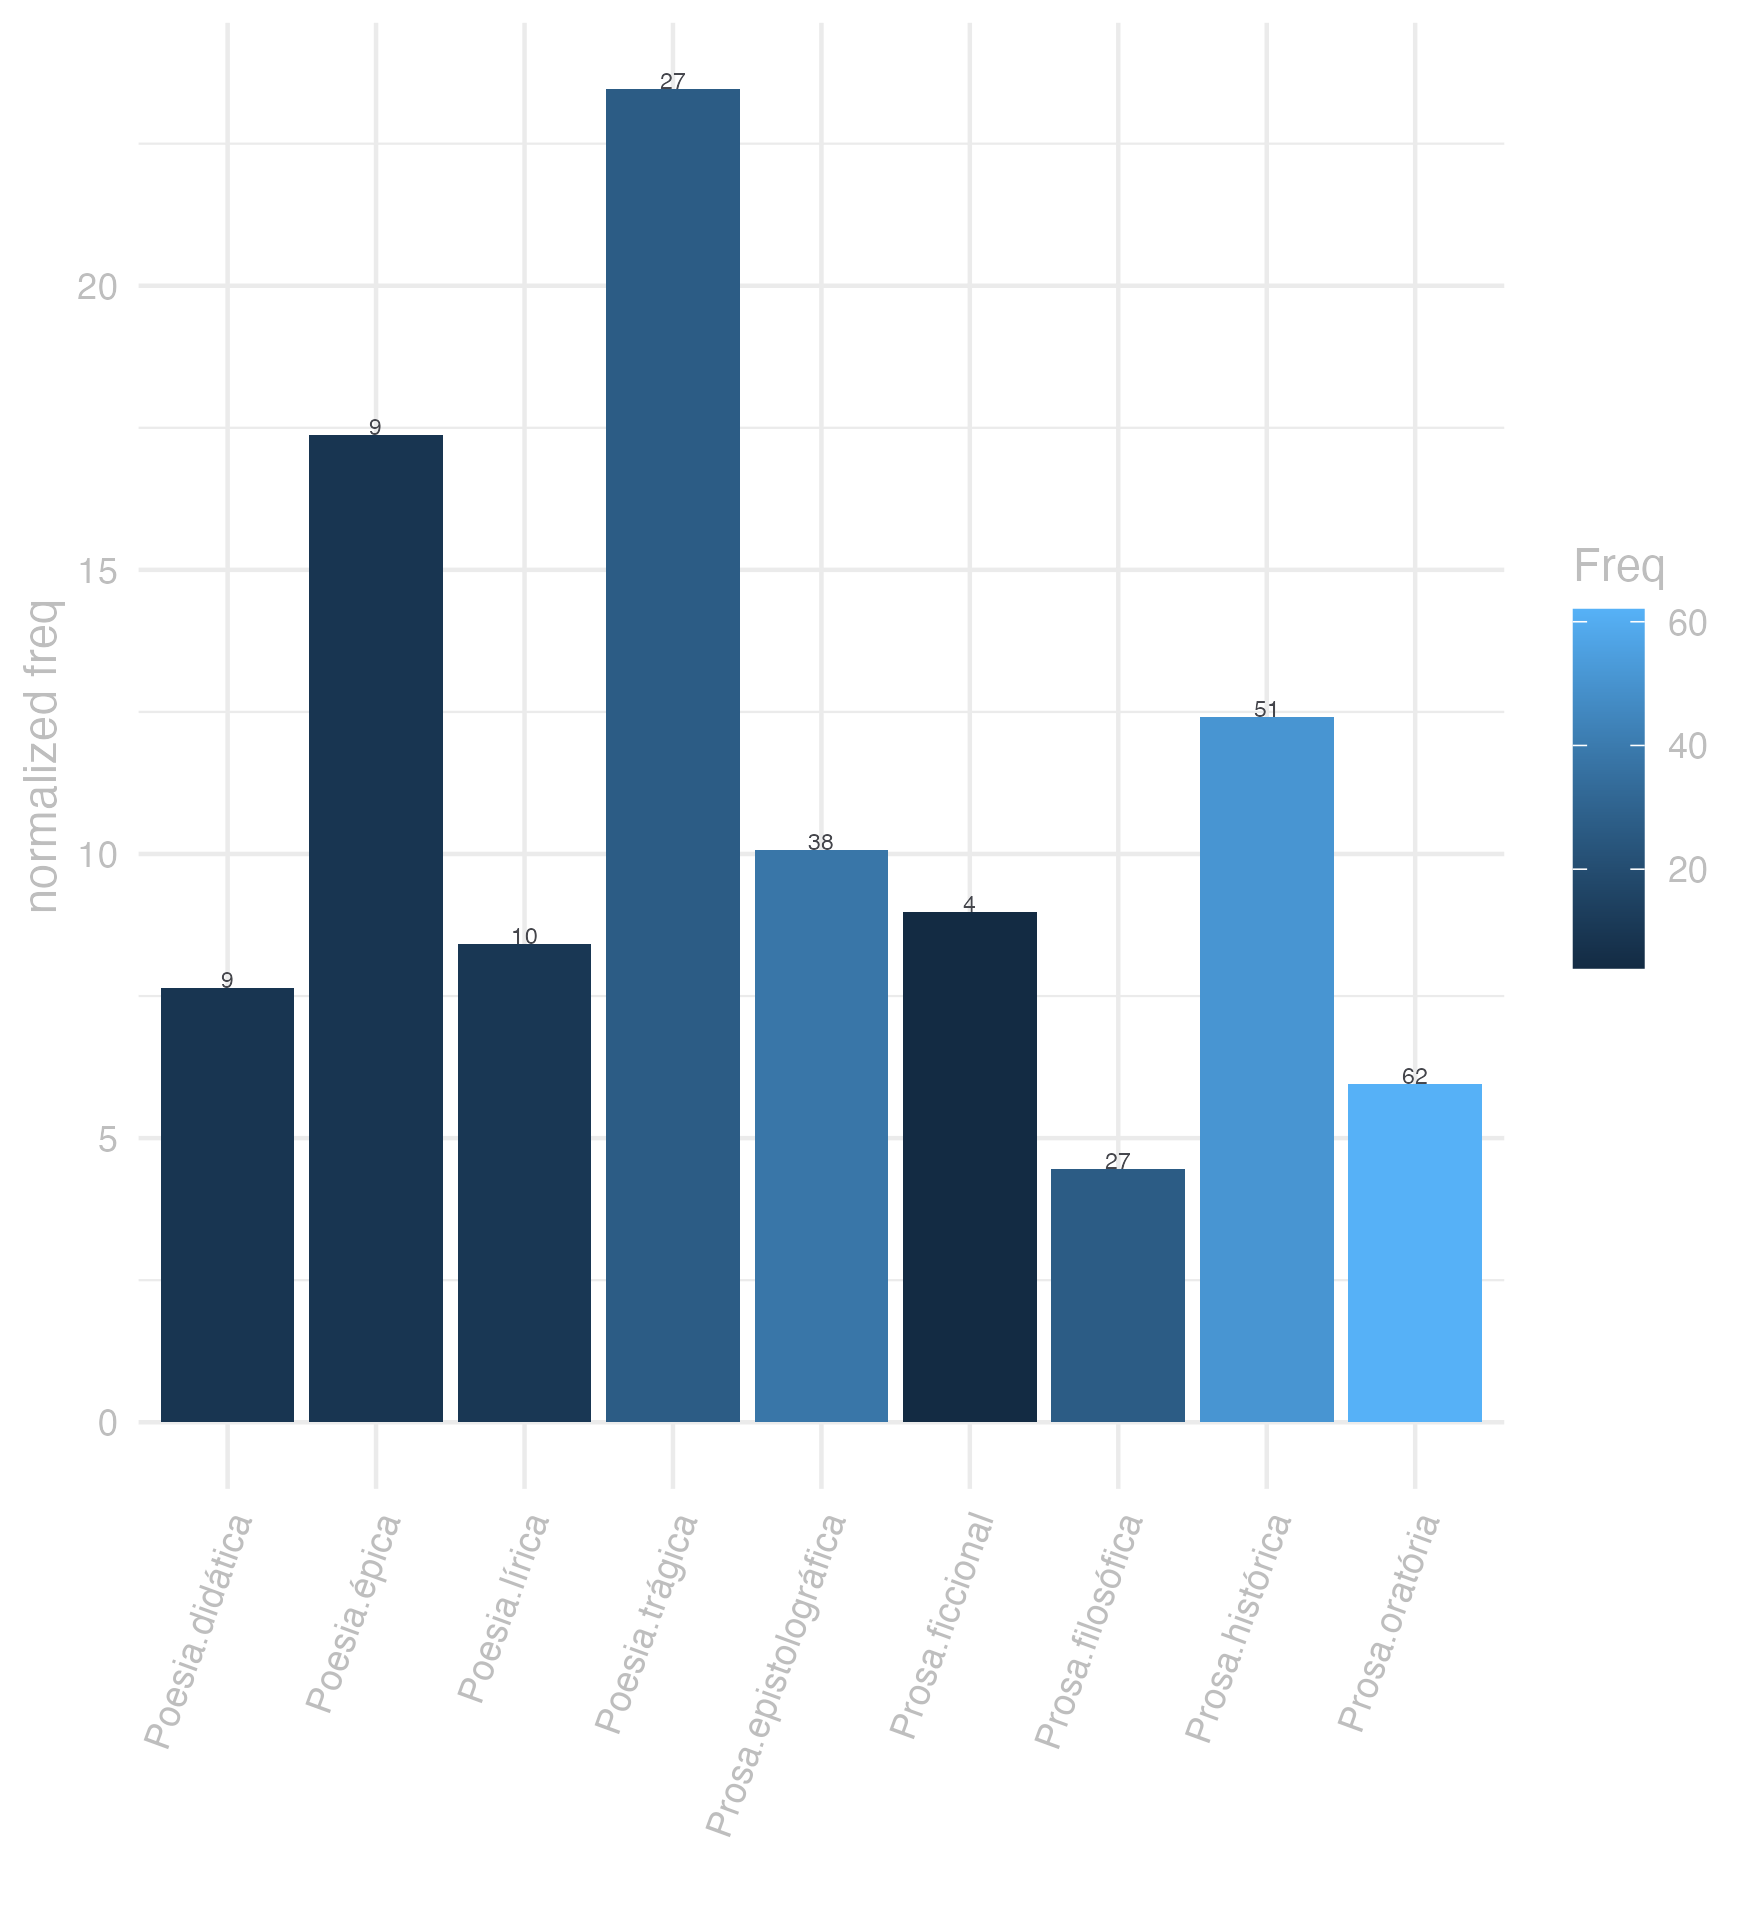 27
20
9
15
normalized freq
Freq
60
51
40
38
10
20
4
10
9
62
5
27
0
Poesia.didática
Poesia.épica
Poesia.lírica
Poesia.trágica
Prosa.epistolográfica
Prosa.ficcional
Prosa.filosófica
Prosa.histórica
Prosa.oratória